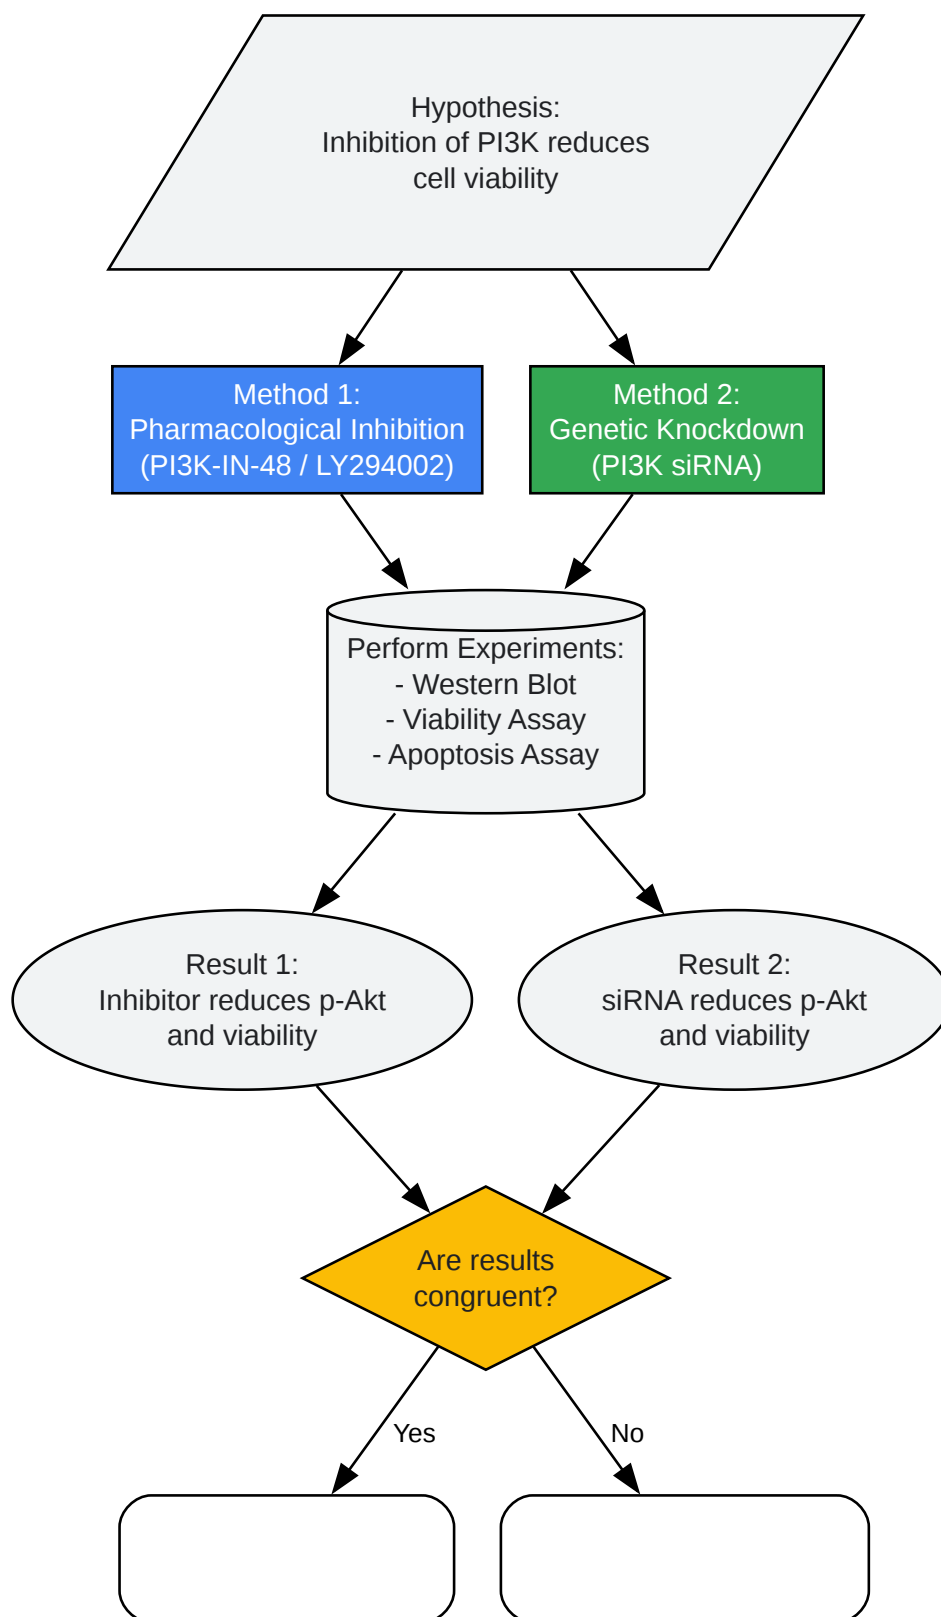 Hypothesis:
Inhibition of PI3K reduces
cell viability
Method 1:
Pharmacological Inhibition
(PI3K-IN-48 / LY294002)
Method 2:
Genetic Knockdown
(PI3K siRNA)
Perform Experiments:
- Western Blot
- Viability Assay
- Apoptosis Assay
Result 1:
Inhibitor reduces p-Akt
and viability
Result 2:
siRNA reduces p-Akt
and viability
Are results
congruent?
Yes
No